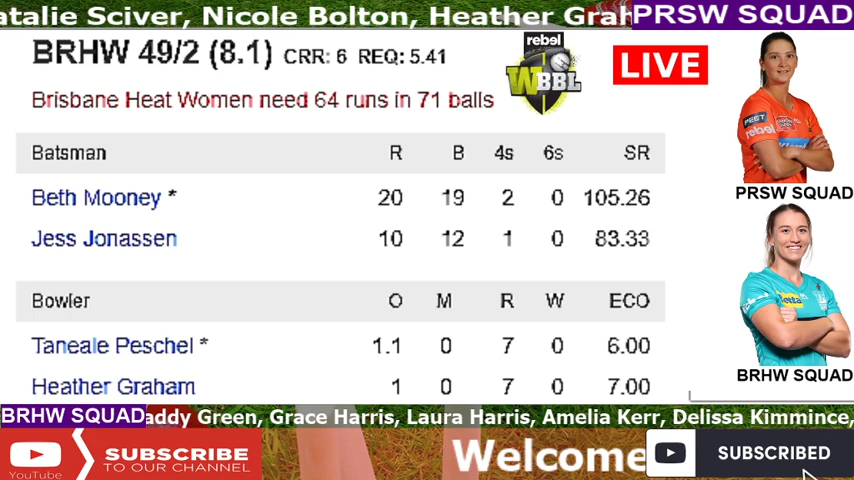 atalie Sciver, Nicole Bolton, Heather Grah
PRSW SQUAD
BRHW 49/2 (8.1) CRR: 6 REQ: 5.41
rebel
WBBL
LIVE
Brisbane Heat Women need 64 runs in 71 balls
Batsman R B 4s 6s SR
Beth Mooney * 20 19 2 0 105.26
Jess Jonassen 10 12 1 0 83.33
Bowler O M R W ECO
Taneale Peschel * 1.1 0 7 0 6.00
Heather Graham 1 0 7 0 7.00
PRSW SQUAD
BRHW SQUAD
BRHW SQUAD
addy Green, Grace Harris, Laura Harris, Amelia Kerr, Delissa Kimmince,
YouTube
SUBSCRIBE
TO OUR CHANNEL
Welcome
SUBSCRIBED